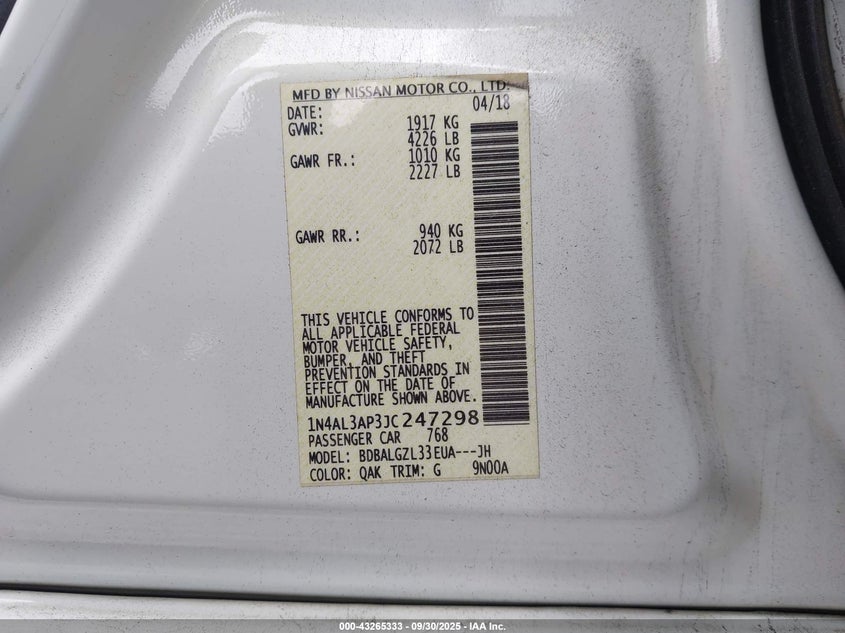 MFD BY NISSAN MOTOR CO., LTD.
DATE: 04/18
GVWR: 1917 KG
4226 LB
GAWR FR.: 1010 KG
2227 LB
GAWR RR.: 940 KG
2072 LB
THIS VEHICLE CONFORMS TO
ALL APPLICABLE FEDERAL
MOTOR VEHICLE SAFETY,
BUMPER, AND THEFT
PREVENTION STANDARDS IN
EFFECT ON THE DATE OF
MANUFACTURE SHOWN ABOVE.
1N4AL3AP3JC247298
PASSENGER CAR 768
MODEL: BDBALGZL33EUA---JH
COLOR: QAK TRIM: G 9N00A
000-43265333 - 09/30/2025 - IAA Inc.